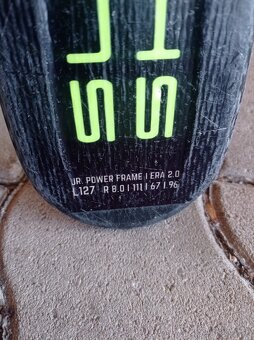 JR. POWER FRAME | ERA 2.0
L127 R 8.0 | 111 | 67 | 96